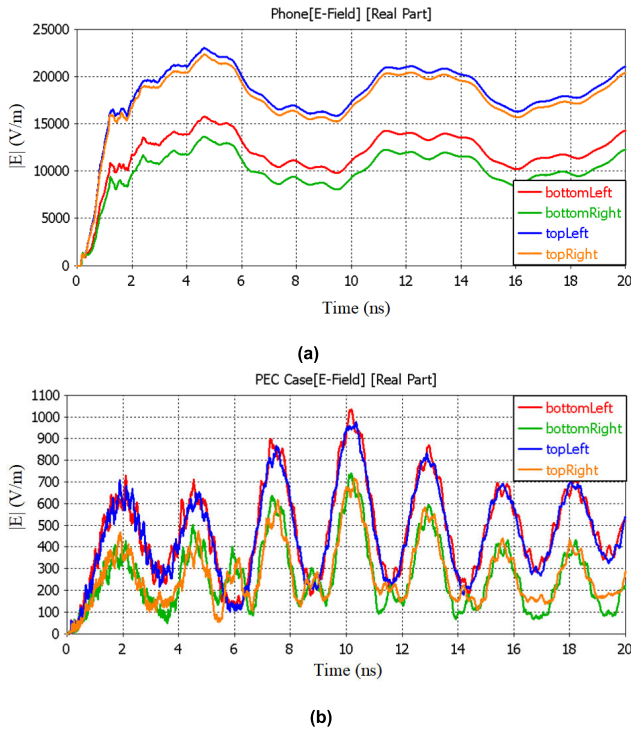 Phone[E-Field] [Real Part]
|E| (V/m)
25000
20000
15000
10000
5000
0
0 2 4 6 8 10 12 14 16 18 20
Time (ns)
bottomLeft
bottomRight
topLeft
topRight
(a)
PEC Case[E-Field] [Real Part]
|E| (V/m)
1100
1000
900
800
700
600
500
400
300
200
100
0
0 2 4 6 8 10 12 14 16 18 20
Time (ns)
bottomLeft
bottomRight
topLeft
topRight
(b)